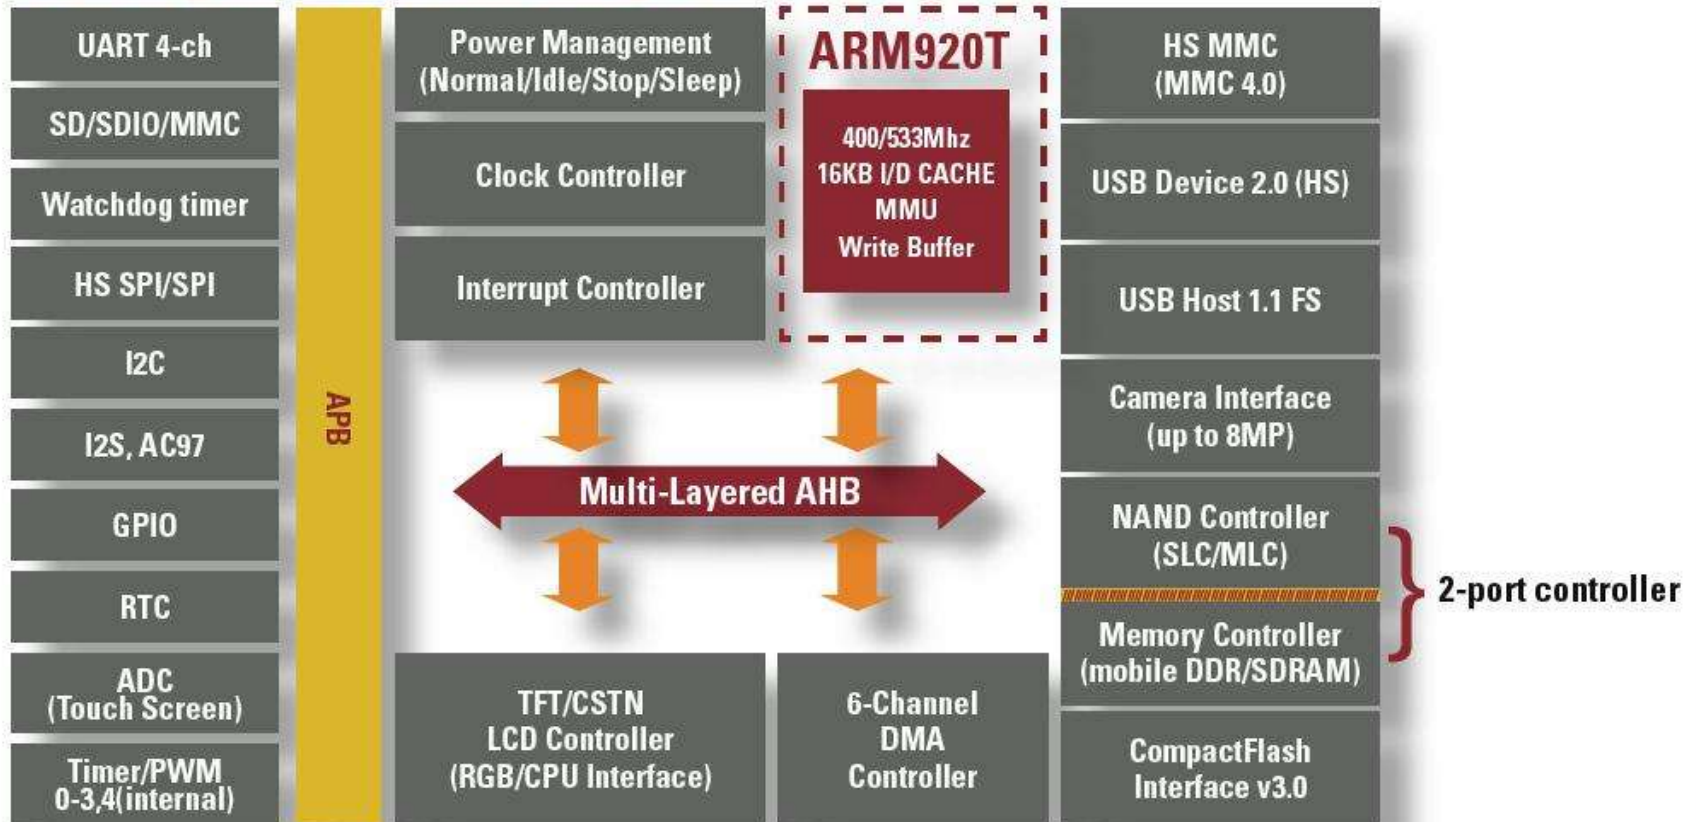 UART 4-ch
SD/SDIO/MMC
Watchdog timer
HS SPI/SPI
I2C
I2S, AC97
GPIO
RTC
ADC
(Touch Screen)
Timer/PWM
0-3,4(internal)
APB
Power Management
(Normal/Idle/Stop/Sleep)
Clock Controller
Interrupt Controller
ARM920T
400/533Mhz
16KB I/D CACHE
MMU
Write Buffer
Multi-Layered AHB
TFT/CSTN
LCD Controller
(RGB/CPU Interface)
6-Channel
DMA
Controller
HS MMC
(MMC 4.0)
USB Device 2.0 (HS)
USB Host 1.1 FS
Camera Interface
(up to 8MP)
NAND Controller
(SLC/MLC)
Memory Controller
(mobile DDR/SDRAM)
CompactFlash
Interface v3.0
2-port controller